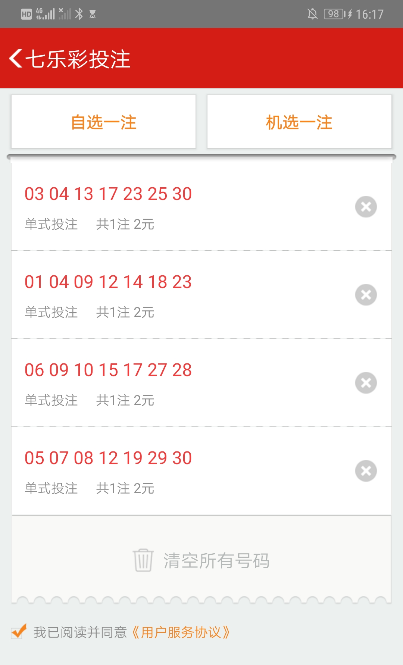 HD 4G 98 16:17
七乐彩投注
自选一注 机选一注
03 04 13 17 23 25 30
单式投注 共1注 2元
01 04 09 12 14 18 23
单式投注 共1注 2元
06 09 10 15 17 27 28
单式投注 共1注 2元
05 07 08 12 19 29 30
单式投注 共1注 2元
清空所有号码
我已阅读并同意《用户服务协议》